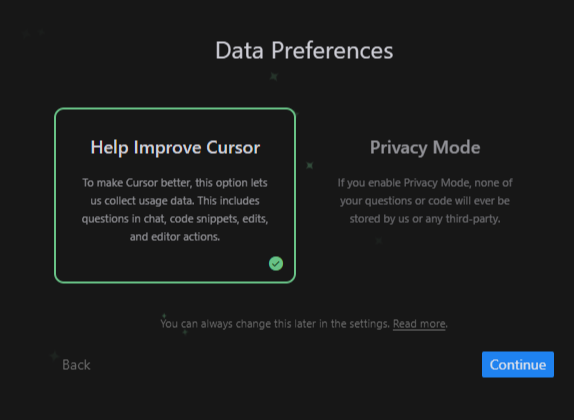 Data Preferences
Help Improve Cursor
To make Cursor better, this option lets
us collect usage data. This includes
questions in chat, code snippets, edits,
and editor actions.
Privacy Mode
If you enable Privacy Mode, none of
your questions or code will ever be
stored by us or any third-party.
You can always change this later in the settings. Read more.
Back
Continue